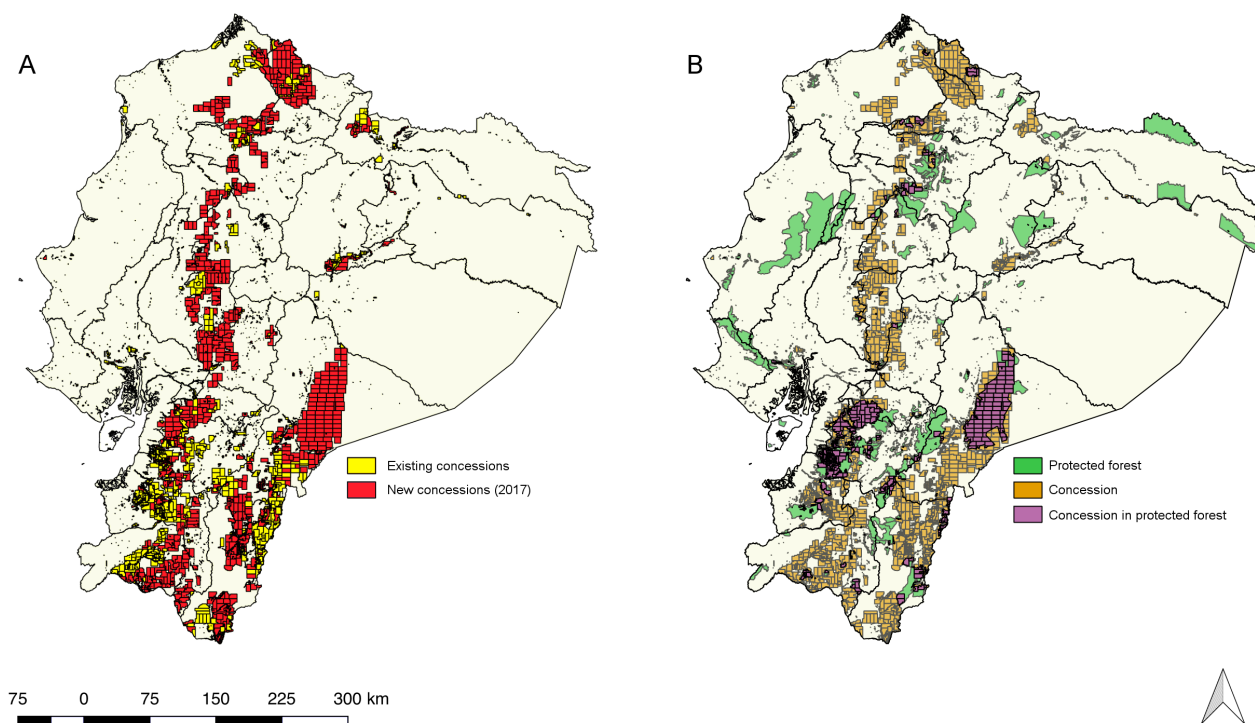 A
B
Existing concessions
New concessions (2017)
Protected forest
Concession
Concession in protected forest
75 0 75 150 225 300 km